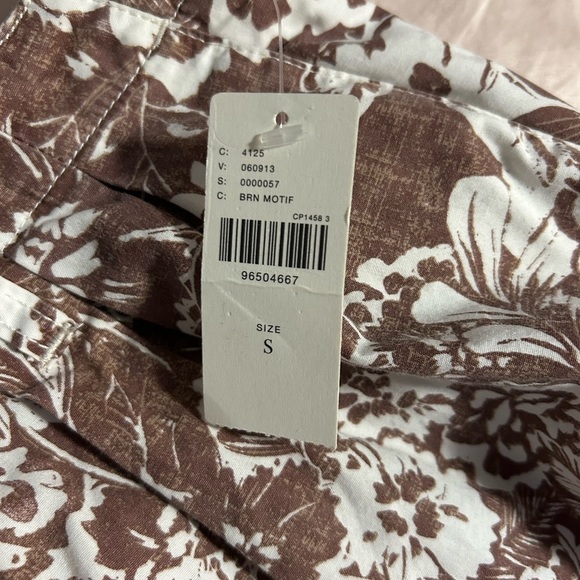 C: 4125
V: 060913
S: 0000057
C: BRN MOTIF
CP1458 3
96504667
SIZE
S